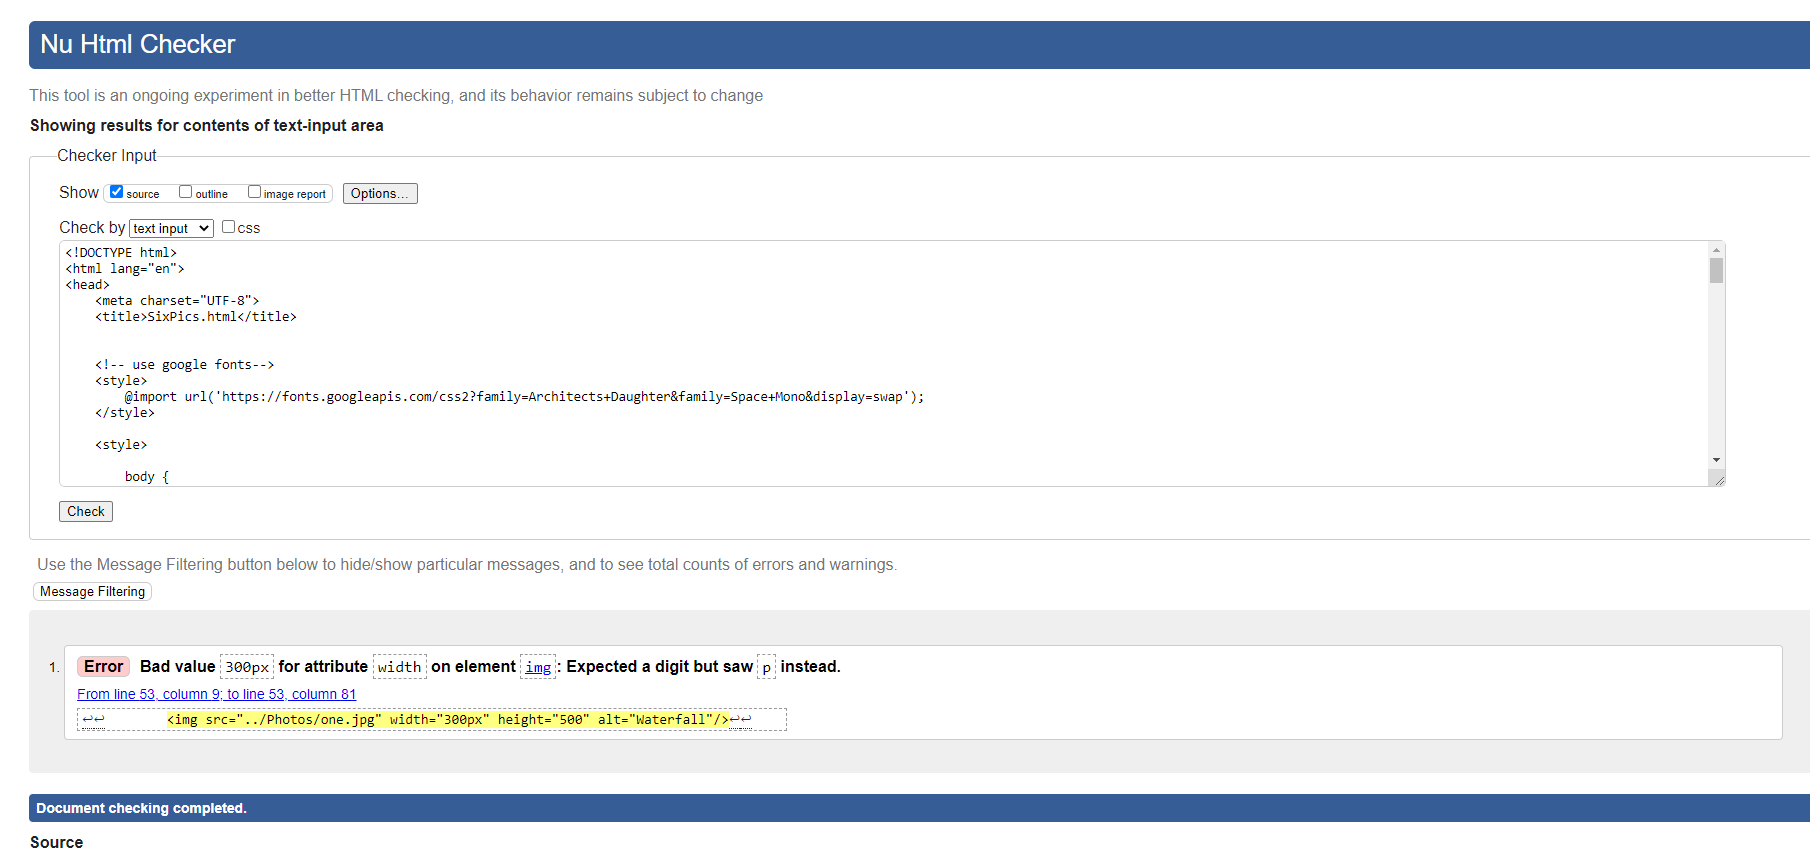 Nu Html Checker
This tool is an ongoing experiment in better HTML checking, and its behavior remains subject to change
Showing results for contents of text-input area
Checker Input
Show source outline image report Options...
Check by text input css
<!DOCTYPE html>
<html lang="en">
<head>
    <meta charset="UTF-8">
    <title>SixPics.html</title>
    <!-- use google fonts-->
    <style>
        @import url('https://fonts.googleapis.com/css2?family=Architects+Daughter&family=Space+Mono&display=swap');
    </style>
    <style>
        body {
Check
Use the Message Filtering button below to hide/show particular messages, and to see total counts of errors and warnings.
Message Filtering
1. Error Bad value 300px for attribute width on element img: Expected a digit but saw p instead.
From line 53, column 9; to line 53, column 81
↩↩        <img src="../Photos/one.jpg" width="300px" height="500" alt="Waterfall"/>↩↩
Document checking completed.
Source